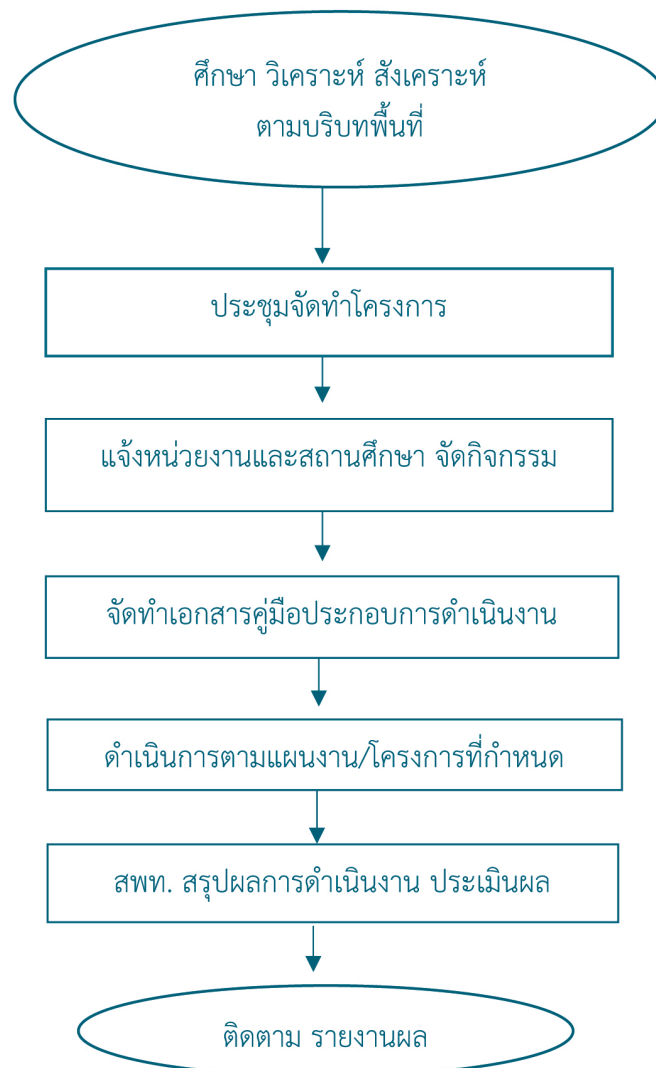 ศึกษา วิเคราะห์ สังเคราะห์
ตามบริบทพื้นที่
ประชุมจัดทำโครงการ
แจ้งหน่วยงานและสถานศึกษา จัดกิจกรรม
จัดทำเอกสารคู่มือประกอบการดำเนินงาน
ดำเนินการตามแผนงาน/โครงการที่กำหนด
สพท. สรุปผลการดำเนินงาน ประเมินผล
ติดตาม รายงานผล